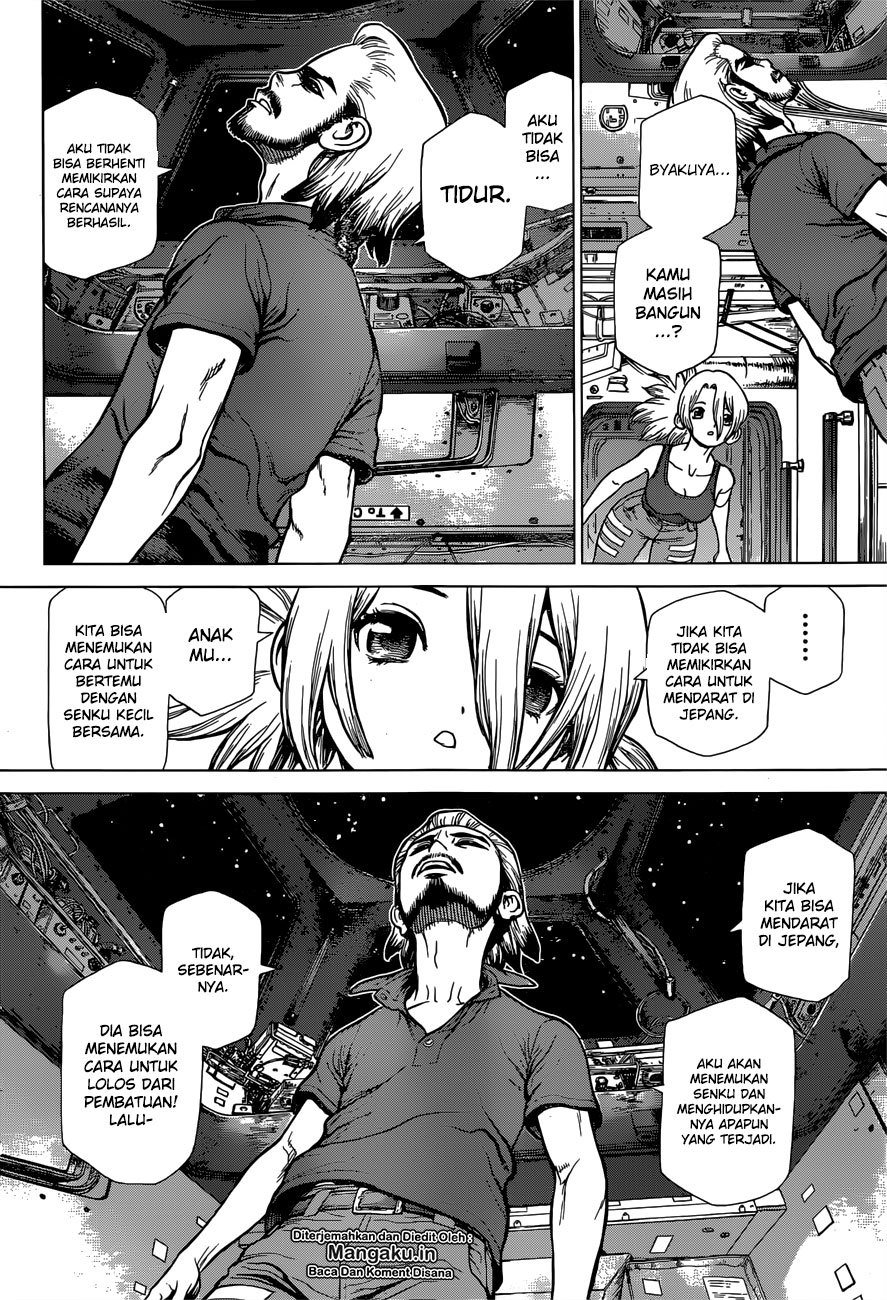 BYAKUYA...
KAMU
MASIH
BANGUN
...?
AKU
TIDAK
BISA
...
TIDUR.
AKU TIDAK
BISA BERHENTI
MEMIKIRKAN
CARA SUPAYA
RENCANANYA
BERHASIL.
↑ To C
......
JIKA KITA
TIDAK BISA
MEMIKIRKAN
CARA UNTUK
MENDARAT DI
JEPANG.
ANAK
MU...
KITA BISA
MENEMUKAN
CARA UNTUK
BERTEMU
DENGAN
SENKU KECIL
BERSAMA.
JIKA
KITA BISA
MENDARAT
DI JEPANG,
AKU AKAN
MENEMUKAN
SENKU DAN
MENGHIDUPKAN-
NYA APAPUN
YANG TERJADI.
TIDAK,
SEBENAR-
NYA.
DIA BISA
MENEMUKAN
CARA UNTUK
LOLOS DARI
PEMBATUAN!
LALU-
Diterjemahkan dan Diedit Oleh :
Mangaku.in
Baca Dan Koment Disana